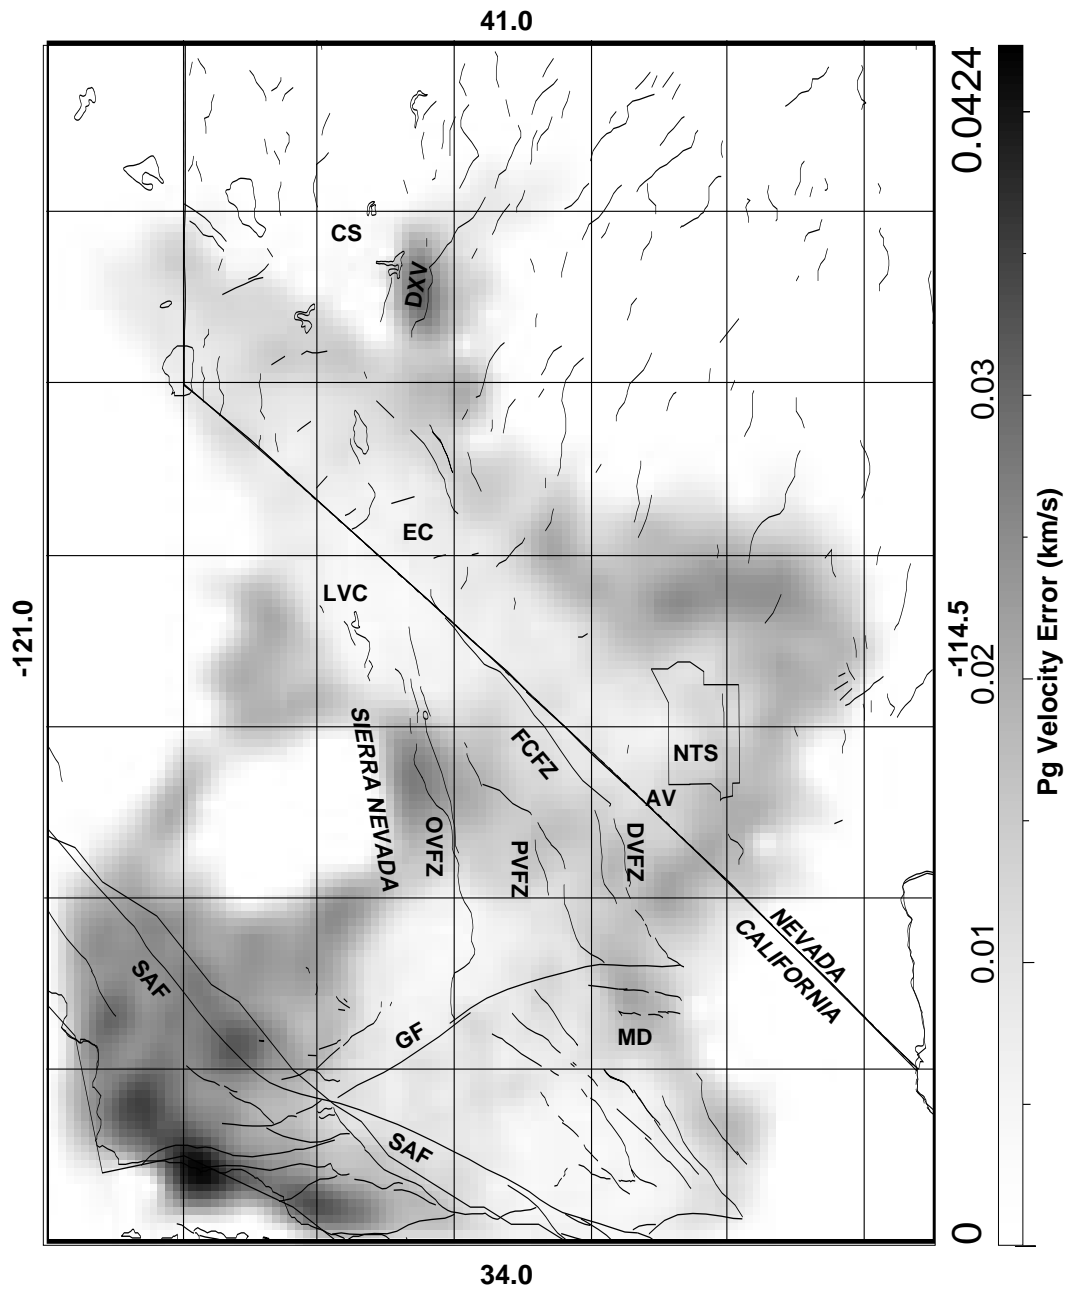 41.0
0.0424
CS
DXV
0.03
EC
Pg Velocity Error (km/s)
LVC
-121.0
-114.5
0.02
SIERRA NEVADA
FCFZ
NTS
AV
OVFZ
PVFZ
DVFZ
NEVADA
CALIFORNIA
0.01
SAF
GF
MD
SAF
0
34.0